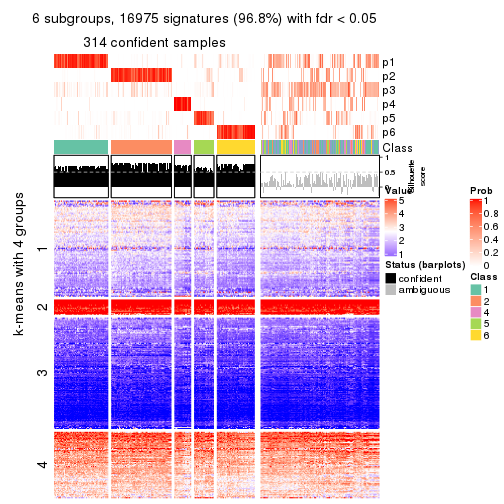 6 subgroups, 16975 signatures (96.8%) with fdr < 0.05
314 confident samples
p1
p2
p3
p4
p5
p6
Class
1
0.5
0
Silhouette
score
k-means with 4 groups
1
2
3
4
Value
5
4
3
2
1
Status (barplots)
confident
ambiguous
Prob
1
0.8
0.6
0.4
0.2
0
Class
1
2
4
5
6